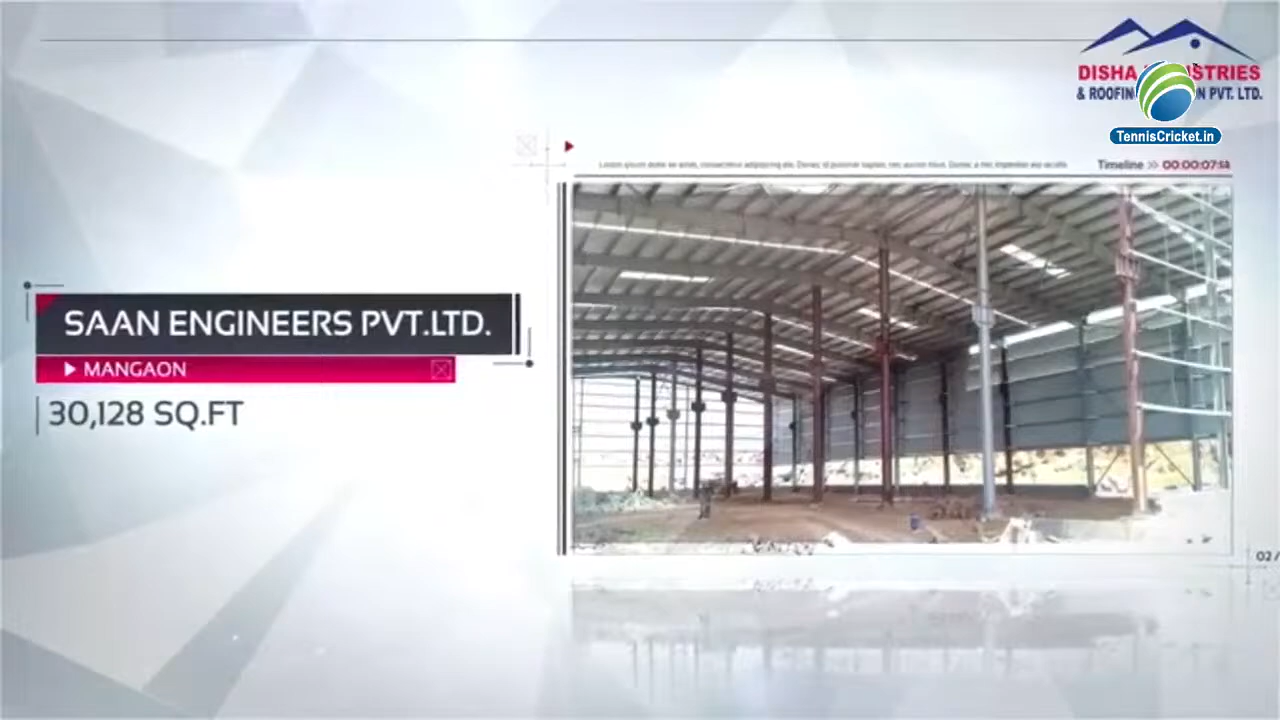 DISHA
STRIES
& ROOFIN
N PVT. LTD.
TennisCricket.in
Timeline >> 00:00:07:
SAAN ENGINEERS PVT.LTD.
MANGAON
30,128 SQ.FT
02 /